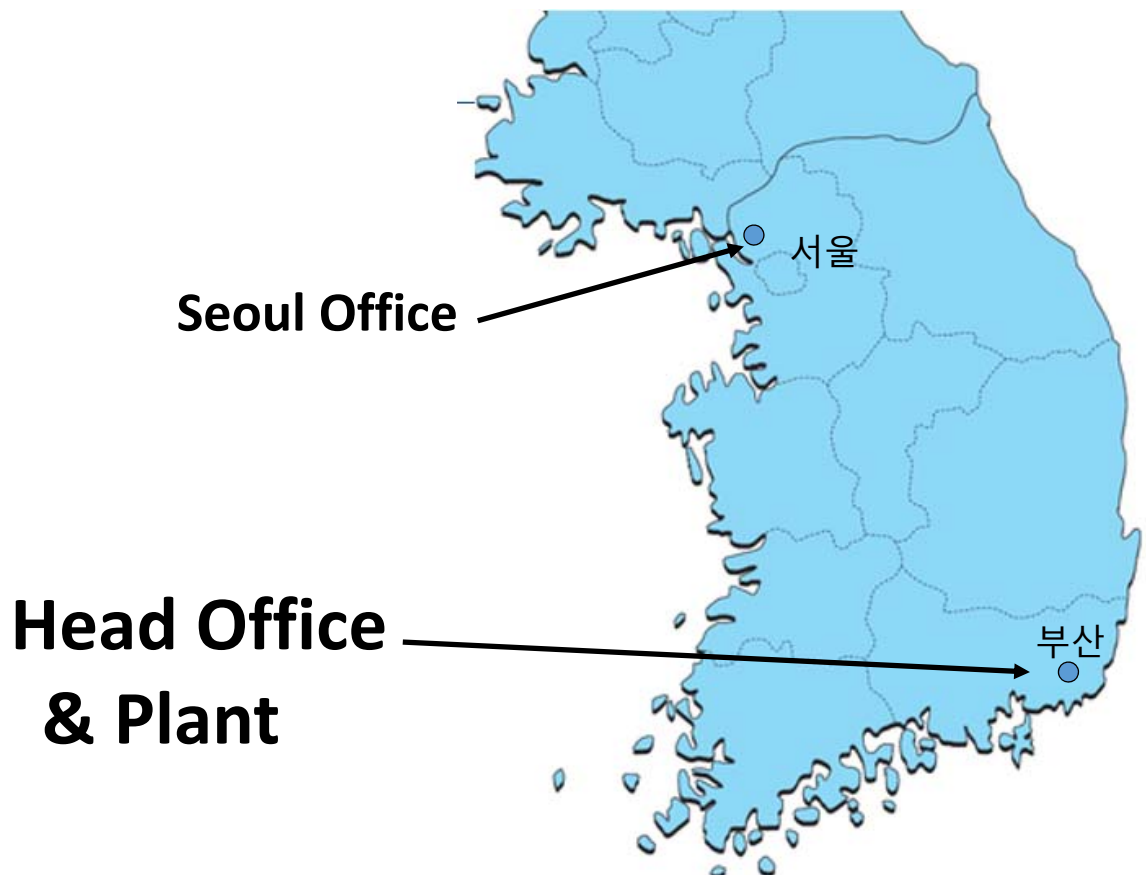 서울
Seoul Office
Head Office
& Plant
부산